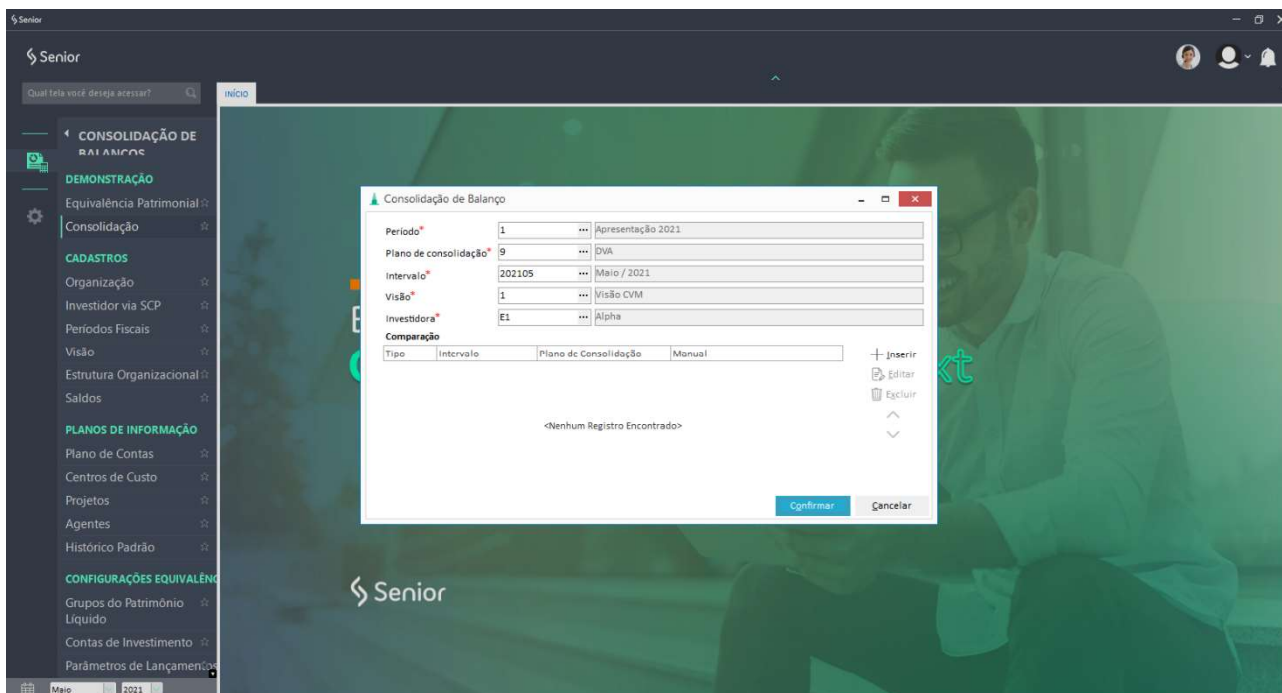 Senior
Senior
Qual tela você deseja acessar?
INÍCIO
CONSOLIDAÇÃO DE
BALANÇOS
DEMONSTRAÇÃO
Equivalência Patrimonial
Consolidação
CADASTROS
Organização
Investidor via SCP
Períodos Fiscais
Visão
Estrutura Organizacional
Saldos
PLANOS DE INFORMAÇÃO
Plano de Contas
Centros de Custo
Projetos
Agentes
Histórico Padrão
CONFIGURAÇÕES EQUIVALÊNC
Grupos do Patrimônio
Líquido
Contas de Investimento
Parâmetros de Lançamentos
Maio 2021
Consolidação de Balanço
Período* 1 ... Apresentação 2021
Plano de consolidação* 9 ... DVA
Intervalo* 202105 ... Maio / 2021
Visão* 1 ... Visão CVM
Investidora* E1 ... Alpha
Comparação
Tipo Intervalo Plano de Consolidação Manual
Inserir
Editar
Excluir
<Nenhum Registro Encontrado>
Confirmar Cancelar
xt
Senior